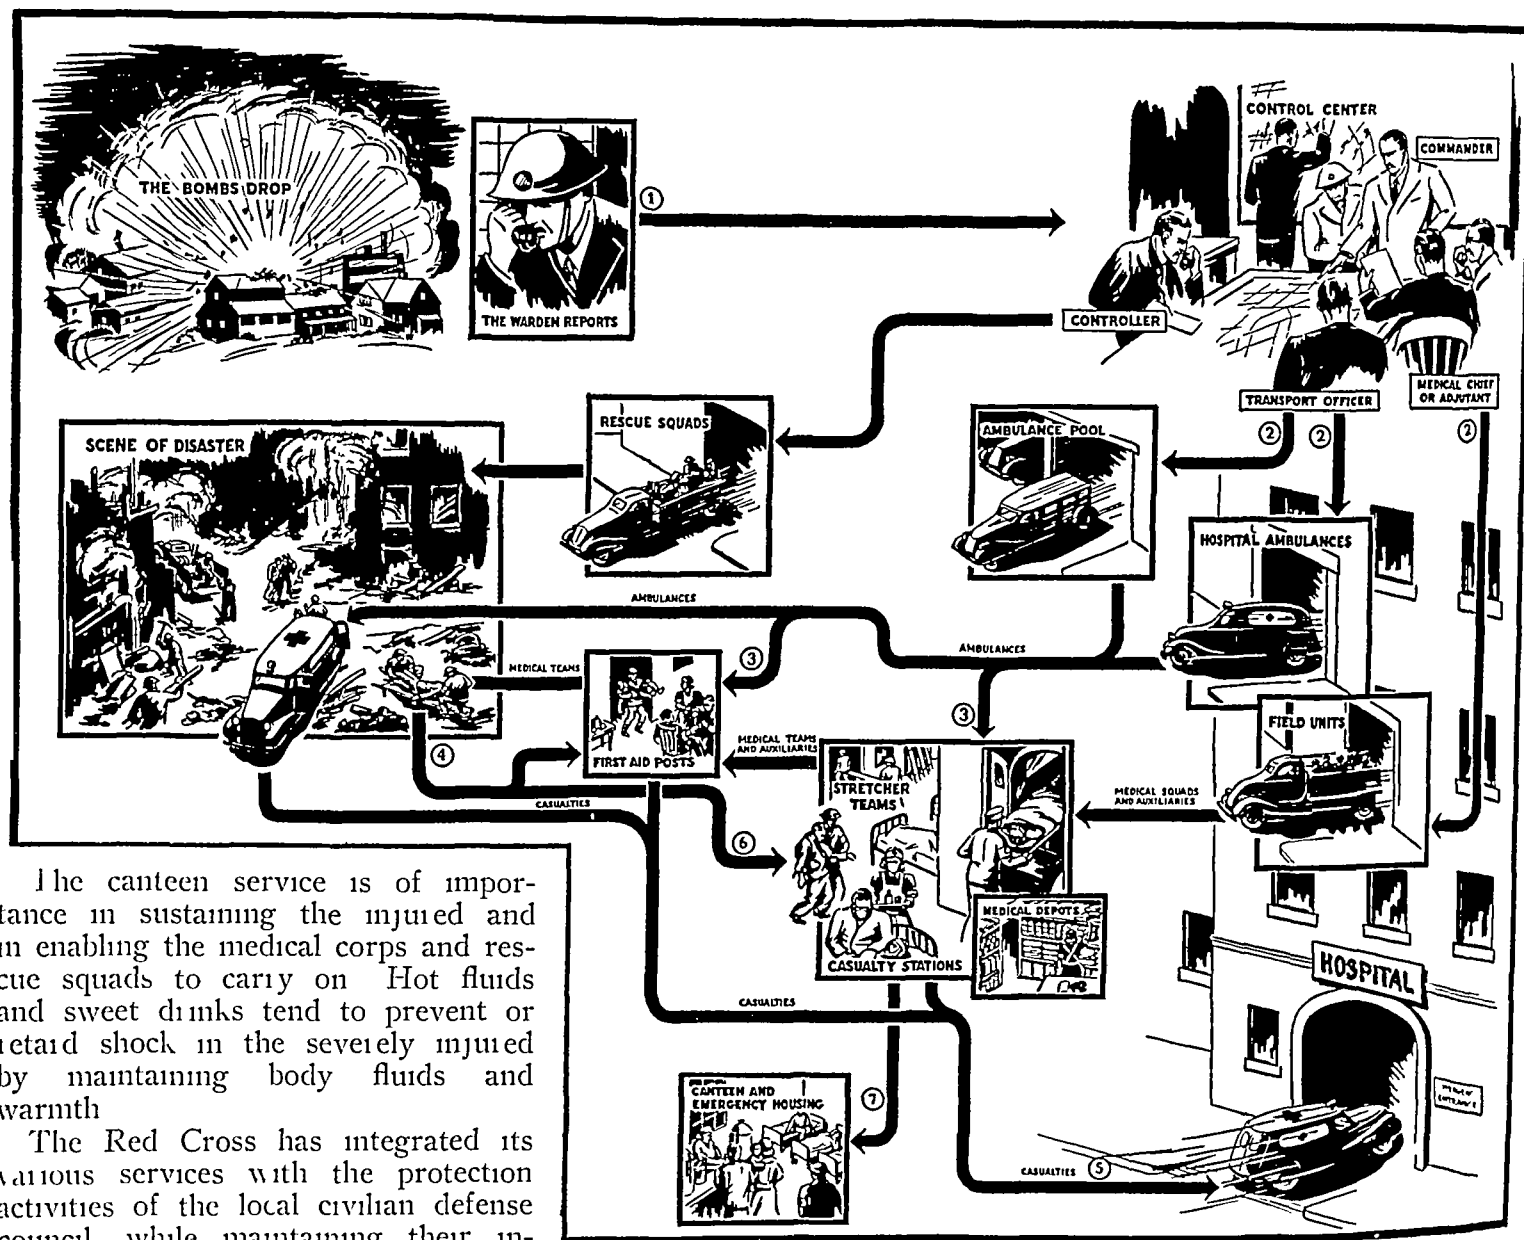 THE BOMBS DROP
THE WARDEN REPORTS
1
CONTROL CENTER
COMMANDER
CONTROLLER
TRANSPORT OFFICER
MEDICAL CHIEF
OR ADJUTANT
2
2
2
SCENE OF DISASTER
RESCUE SQUADS
AMBULANCE POOL
HOSPITAL AMBULANCES
AMBULANCES
AMBULANCES
MEDICAL TEAMS
3
3
FIRST AID POSTS
MEDICAL TEAMS
AND AUXILIARIES
FIELD UNITS
4
STRETCHER
TEAMS
MEDICAL SQUADS
AND AUXILIARIES
CASUALTIES
6
MEDICAL DEPOTS
CASUALTY STATIONS
HOSPITAL
CASUALTIES
CANTEEN AND
EMERGENCY HOUSING
7
ENTRANCE
CASUALTIES
5
The canteen service is of impor-
tance in sustaining the injured and
in enabling the medical corps and res-
cue squads to carry on Hot fluids
and sweet drinks tend to prevent or
retard shock in the severely injured
by maintaining body fluids and
warmth
The Red Cross has integrated its
various services with the protection
activities of the local civilian defense
council, while maintaining their in-